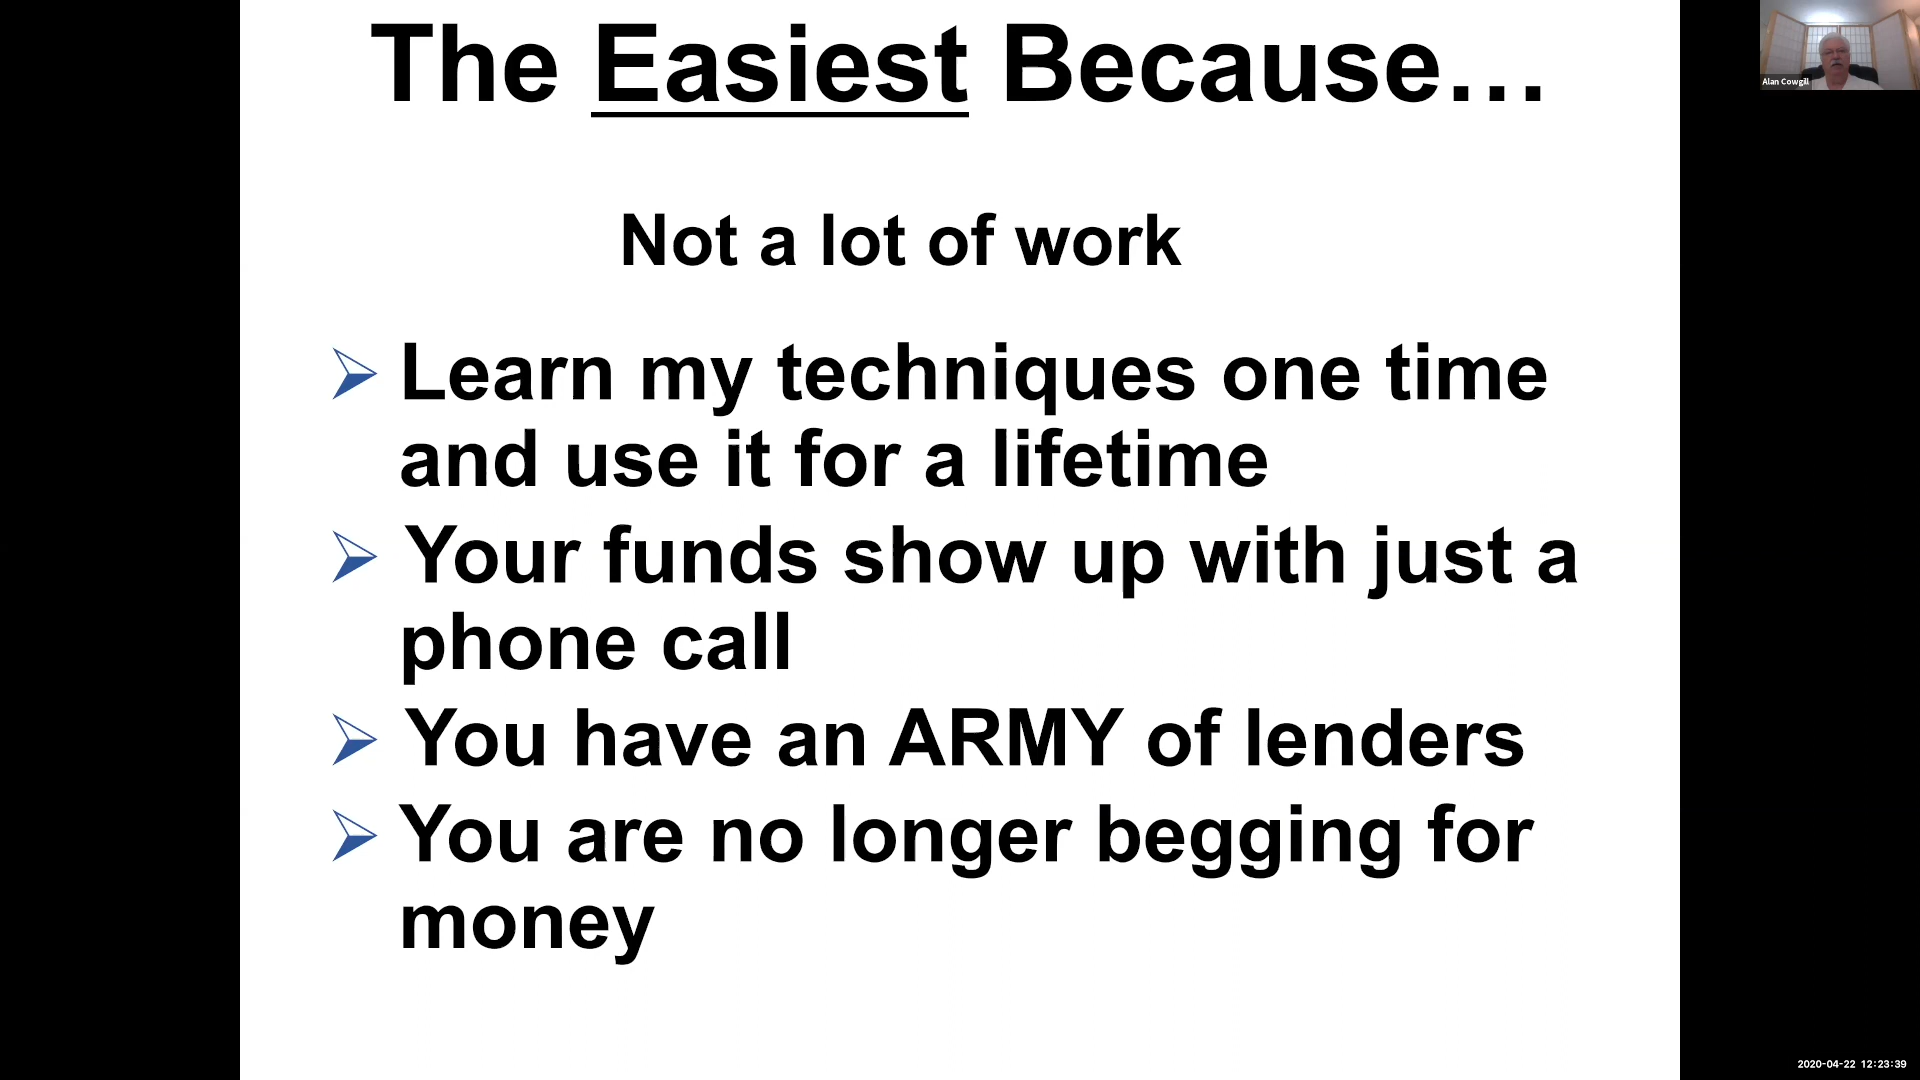 The Easiest Because…
Not a lot of work
Learn my techniques one time
and use it for a lifetime
Your funds show up with just a
phone call
You have an ARMY of lenders
You are no longer begging for
money
Alan Cowgill
2020-04-22 12:23:39